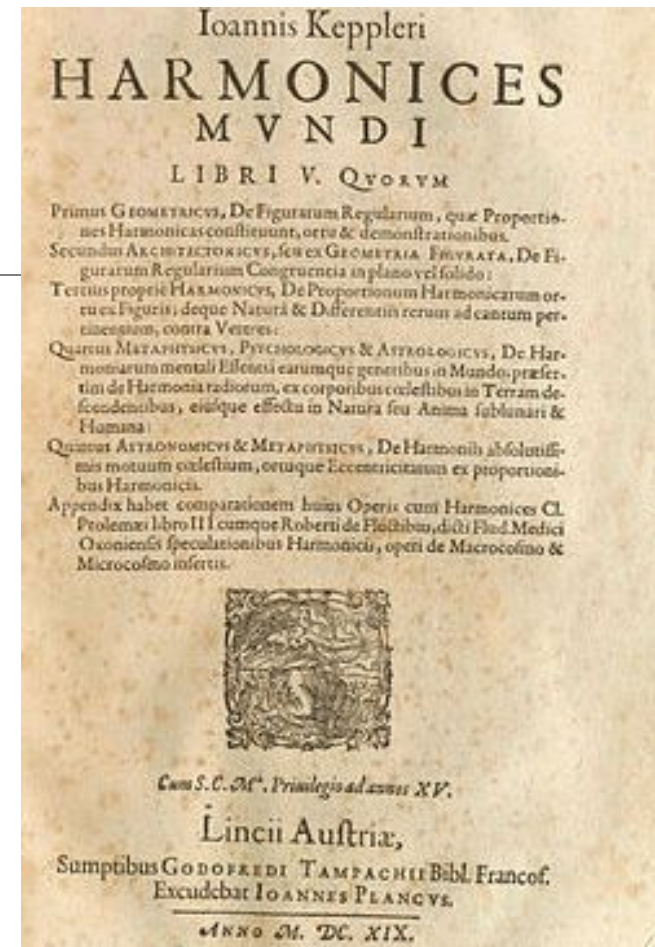 Ioannis Keppleri
HARMONICES
MVNDI
LIBRI V. QVORVM
Primus GEOMETRICVS, De Figurarum Regularium, quæ Proportio-
nes Harmonicas constituunt, ortu & demonstrationibus.
Secundus ARCHITECTONICVS, seu ex GEOMETRIA FIGVRATA, De Fi-
gurarum Regularium Congruentia in plano vel solido:
Tertius proprie HARMONICVS, De Proportionum Harmonicarum or-
tu ex Figuris; deque Naturâ & Differentiis rerum ad cantum per-
tinentium, contra Veteres:
Quartus METAPHYSICVS, PSYCHOLOGICVS & ASTROLOGICVS, De Har-
moniarum mentali Essentiâ earumque generibus in Mundo; præser-
tim de Harmonia radiorum, ex corporibus cœlestibus in Terram de-
scendentibus, eiusque effectu in Natura seu Anima sublunari &
Humana:
Quintus ASTRONOMICVS & METAPHYSICVS, De Harmoniis absolutissi-
mis motuum cœlestium, ortuque Eccentricitatum ex proportioni-
bus Harmonicis.
Appendix habet comparationem huius Operis cum Harmonices Cl.
Ptolemæi libro III cumque Roberti de Fluctibus, dicti Flud. Medici
Oxoniensis speculationibus Harmonicis, operi de Macrocosmo &
Microcosmo insertis.
Cum S. C. Mᵗⁱˢ. Privilegio ad annos XV.
Lincii Austriæ,
Sumptibus GODOFREDI TAMPACHII Bibl. Francof.
Excudebat IOANNES PLANCVS.
ANNO M. DC. XIX.